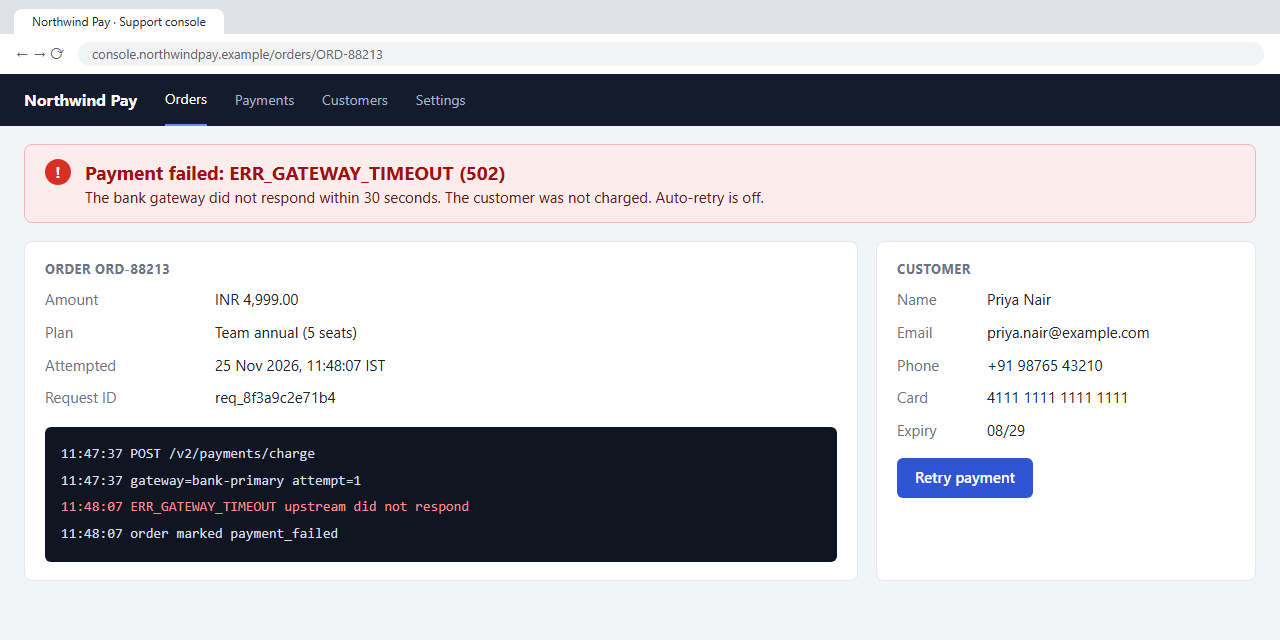 Northwind Pay · Support console
console.northwindpay.example/orders/ORD-88213
Northwind Pay Orders Payments Customers Settings
! Payment failed: ERR_GATEWAY_TIMEOUT (502)
The bank gateway did not respond within 30 seconds. The customer was not charged. Auto-retry is off.
ORDER ORD-88213
Amount INR 4,999.00
Plan Team annual (5 seats)
Attempted 25 Nov 2026, 11:48:07 IST
Request ID req_8f3a9c2e71b4
11:47:37 POST /v2/payments/charge
11:47:37 gateway=bank-primary attempt=1
11:48:07 ERR_GATEWAY_TIMEOUT upstream did not respond
11:48:07 order marked payment_failed
CUSTOMER
Name Priya Nair
Email priya.nair@example.com
Phone +91 98765 43210
Card 4111 1111 1111 1111
Expiry 08/29
Retry payment